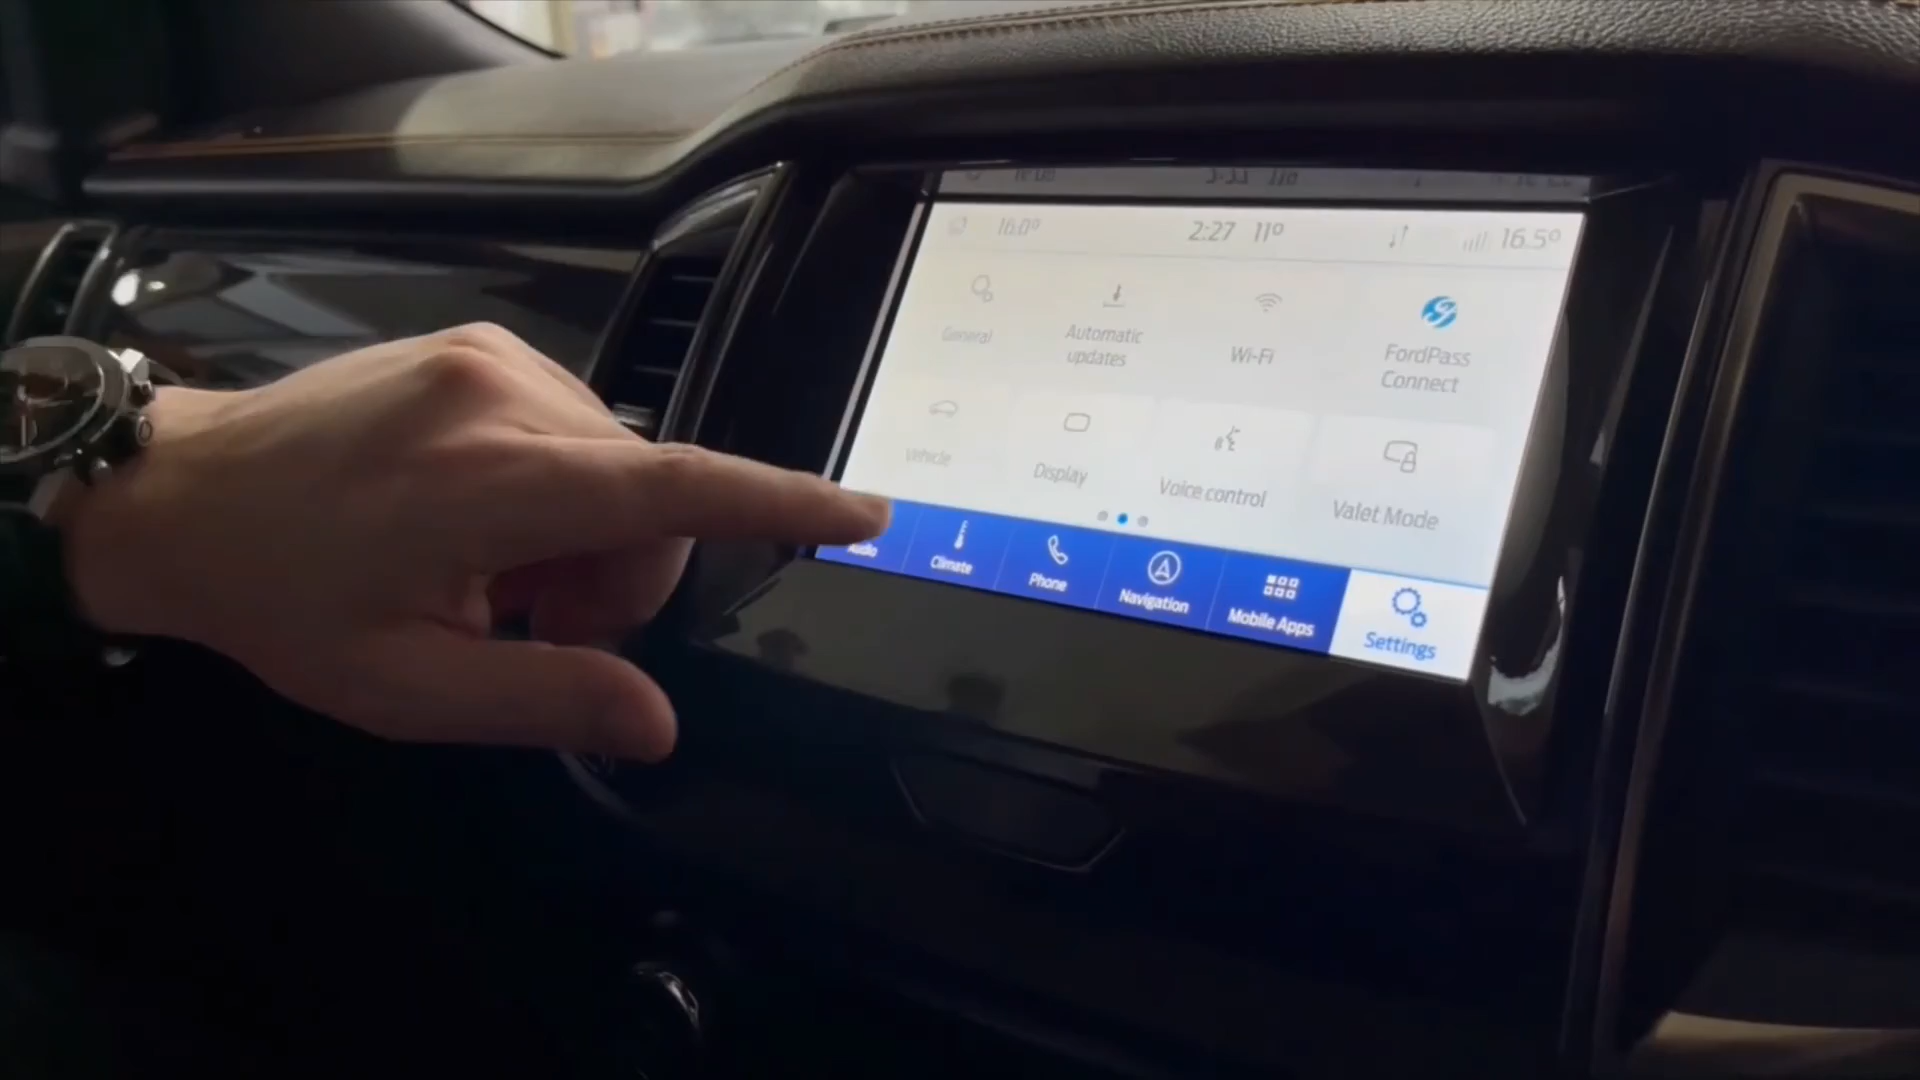 16.0° 2:27 11° 16.5°
General
Automatic
updates
Wi-Fi
FordPass
Connect
Vehicle
Display
Voice control
Valet Mode
Audio
Climate
Phone
Navigation
Mobile Apps
Settings